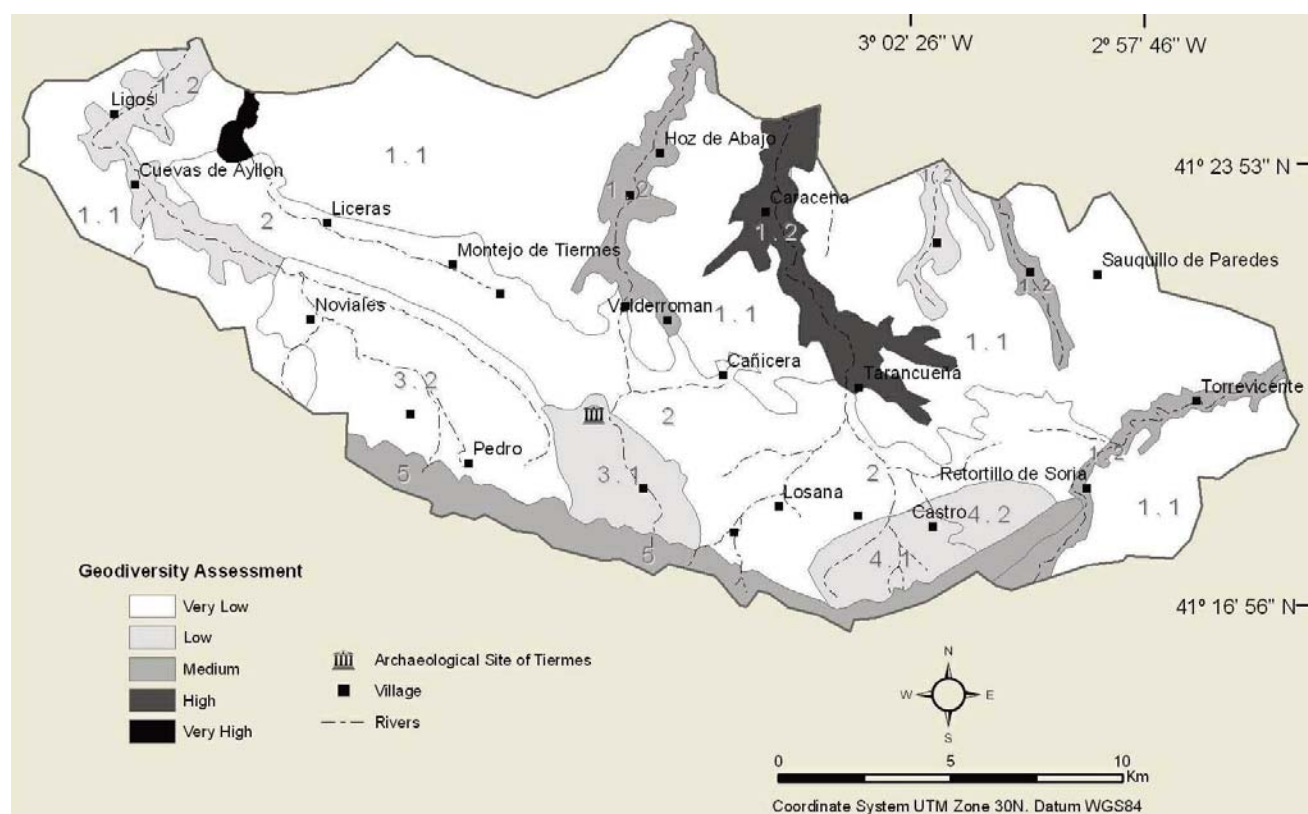 3º 02' 26" W
2º 57' 46" W
1.2
Ligos
Hoz de Abajo
1.1
41º 23' 53" N
Cuevas de Ayllon
1.2
1.2
Caracena
1.1
2
Liceras
1.2
Montejo de Tiermes
Sauquillo de Paredes
1.2
Noviales
Valderroman
1.1
1.1
Cañicera
Tarancueña
3.2
Torrevicente
2
Pedro
1.2
5
3.1
2
Retortillo de Soria
Losana
4.2
1.1
Castro
5
4.1
Geodiversity Assessment
41º 16' 56" N
Very Low
Low
Medium
High
Very High
Archaeological Site of Tiermes
Village
Rivers
N
W
E
S
0
5
10
Km
Coordinate System UTM Zone 30N. Datum WGS84